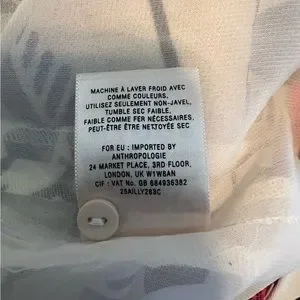 MACHINE À LAVER FROID AVEC
COMME COULEURS,
UTILISEZ SEULEMENT NON-JAVEL,
TUMBLE SEC FAIBLE,
FAIBLE COMME FER NÉCESSAIRES,
PEUT-ÊTRE ÊTRE NETTOYÉE SEC
FOR EU : IMPORTED BY
ANTHROPOLOGIE
24 MARKET PLACE, 3RD FLOOR,
LONDON, UK W1W8AN
CIF : VAT No. GB 684936382
25AILLY263C